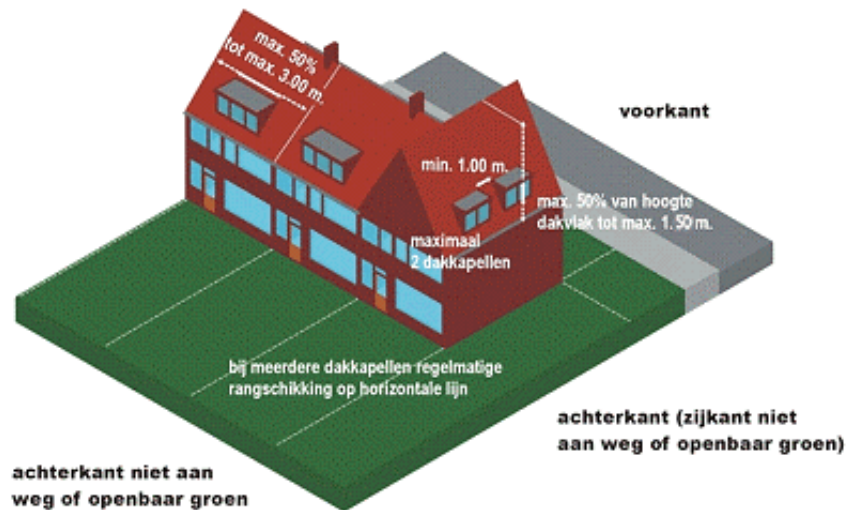 max. 50%
tot max. 3.00 m.
voorkant
min. 1.00 m.
max. 50% van hoogte
dakvlak tot max. 1.50 m.
maximaal
2 dakkapellen
bij meerdere dakkapellen regelmatige
rangschikking op horizontale lijn
achterkant (zijkant niet
aan weg of openbaar groen)
achterkant niet aan
weg of openbaar groen